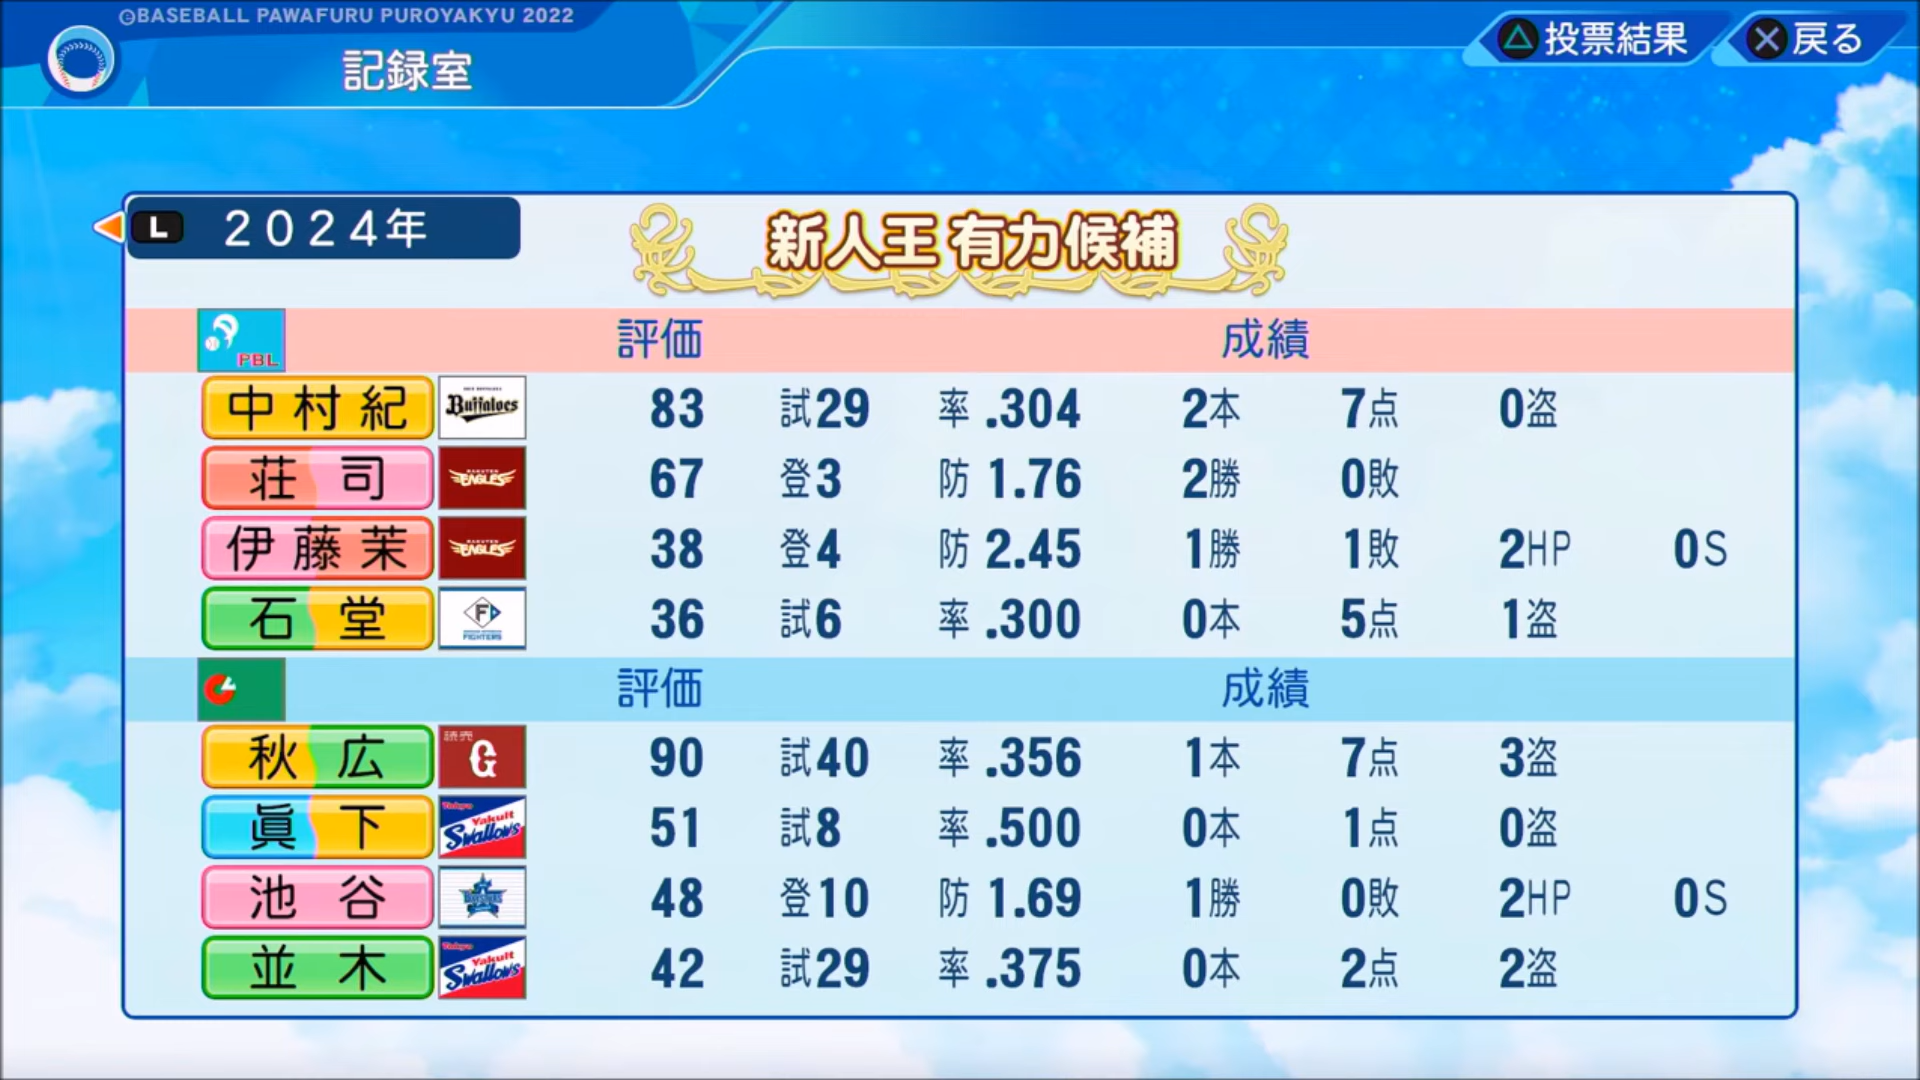 ©BASEBALL PAWAFURU PUROYAKYU 2022
記録室
投票結果
戻る
L 2024年
新人王 有力候補
PBL 評価 成績
中村紀 Buffaloes 83 試29 率.304 2本 7点 0盗
荘司 EAGLES 67 登3 防1.76 2勝 0敗
伊藤茉 EAGLES 38 登4 防2.45 1勝 1敗 2HP 0S
石堂 F FIGHTERS 36 試6 率.300 0本 5点 1盗
評価 成績
秋広 読売 G 90 試40 率.356 1本 7点 3盗
眞下 Tokyo Yakult Swallows 51 試8 率.500 0本 1点 0盗
池谷 48 登10 防1.69 1勝 0敗 2HP 0S
並木 Tokyo Yakult Swallows 42 試29 率.375 0本 2点 2盗